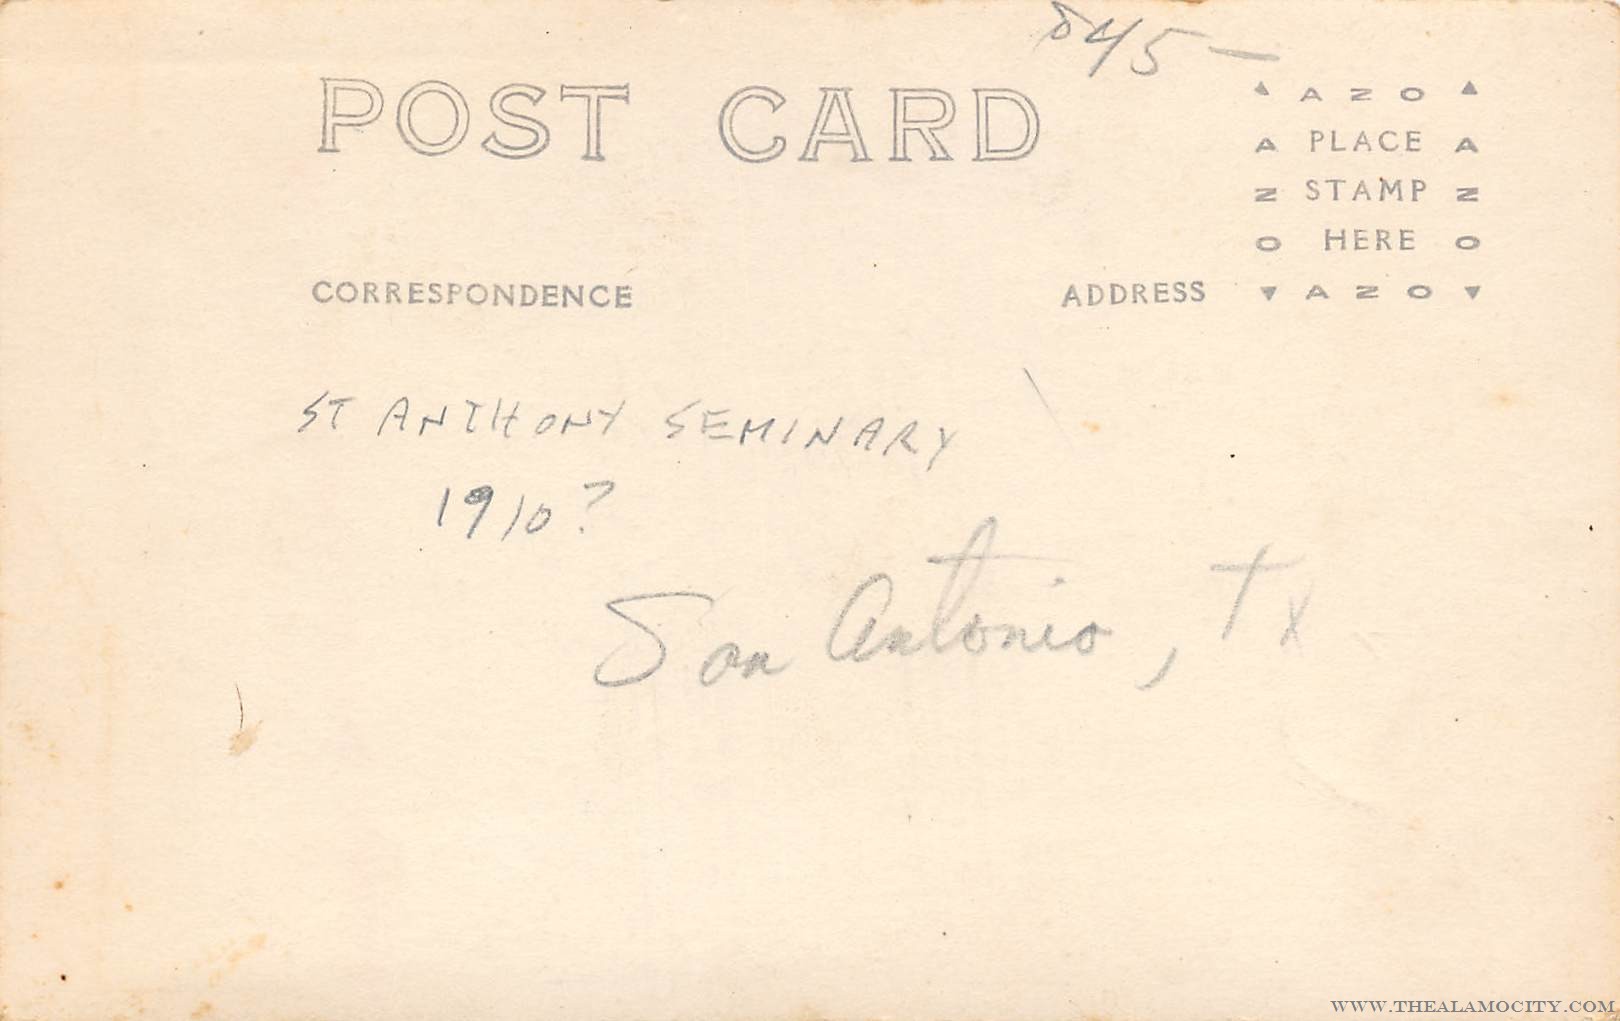 845-
POST CARD
AZO
A PLACE A
N STAMP N
O HERE O
AZO
CORRESPONDENCE
ADDRESS
ST ANTHONY SEMINARY
1910?
San Antonio, Tx
WWW.THEALAMOCITY.COM